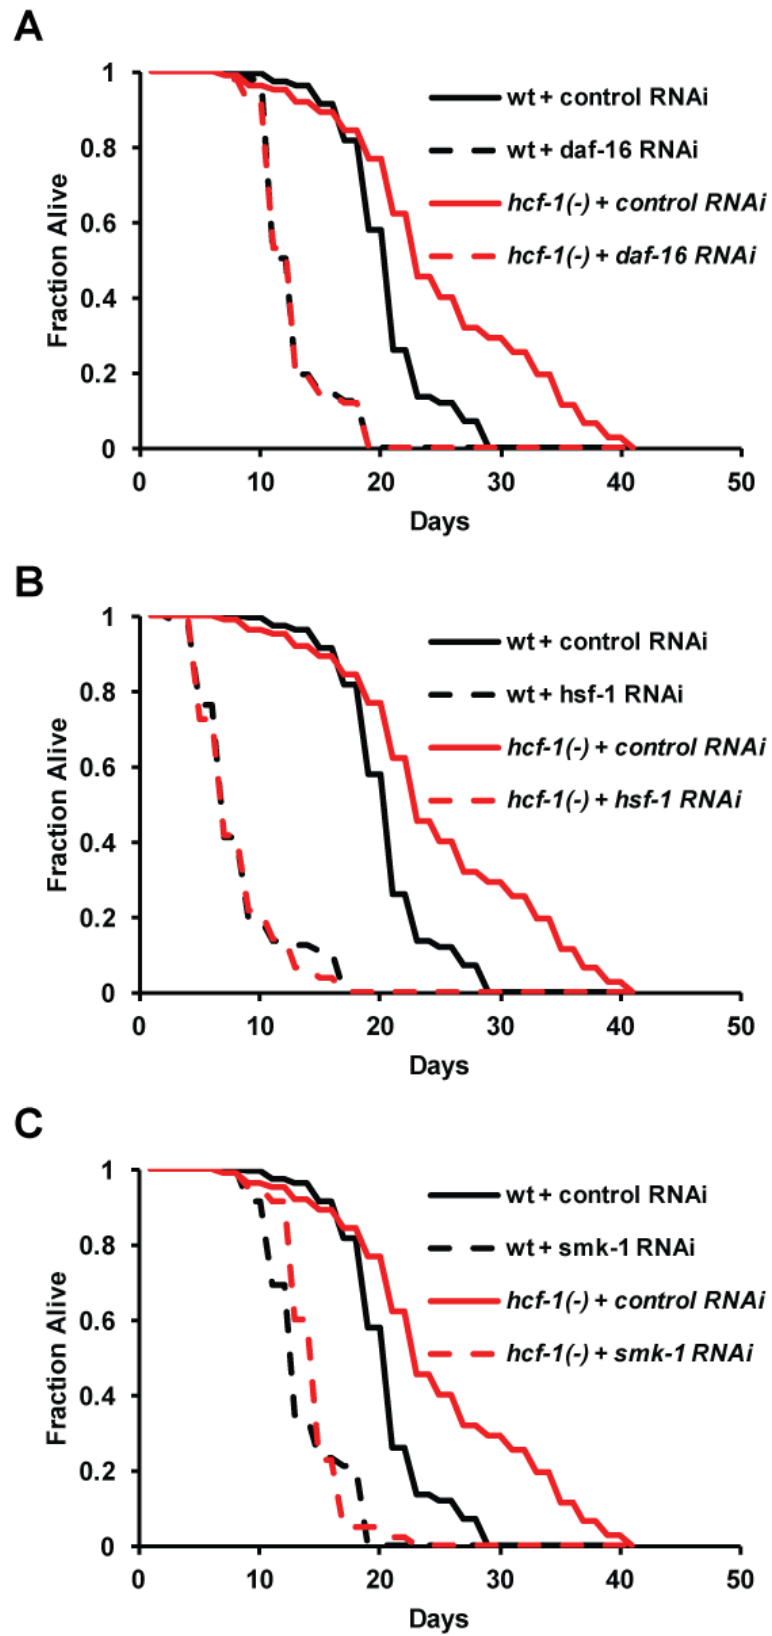 A
1
0.8
0.6
0.4
0.2
0
Fraction Alive
wt + control RNAi
wt + daf-16 RNAi
hcf-1(-) + control RNAi
hcf-1(-) + daf-16 RNAi
0 10 20 30 40 50
Days
B
1
0.8
0.6
0.4
0.2
0
Fraction Alive
wt + control RNAi
wt + hsf-1 RNAi
hcf-1(-) + control RNAi
hcf-1(-) + hsf-1 RNAi
0 10 20 30 40 50
Days
C
1
0.8
0.6
0.4
0.2
0
Fraction Alive
wt + control RNAi
wt + smk-1 RNAi
hcf-1(-) + control RNAi
hcf-1(-) + smk-1 RNAi
0 10 20 30 40 50
Days